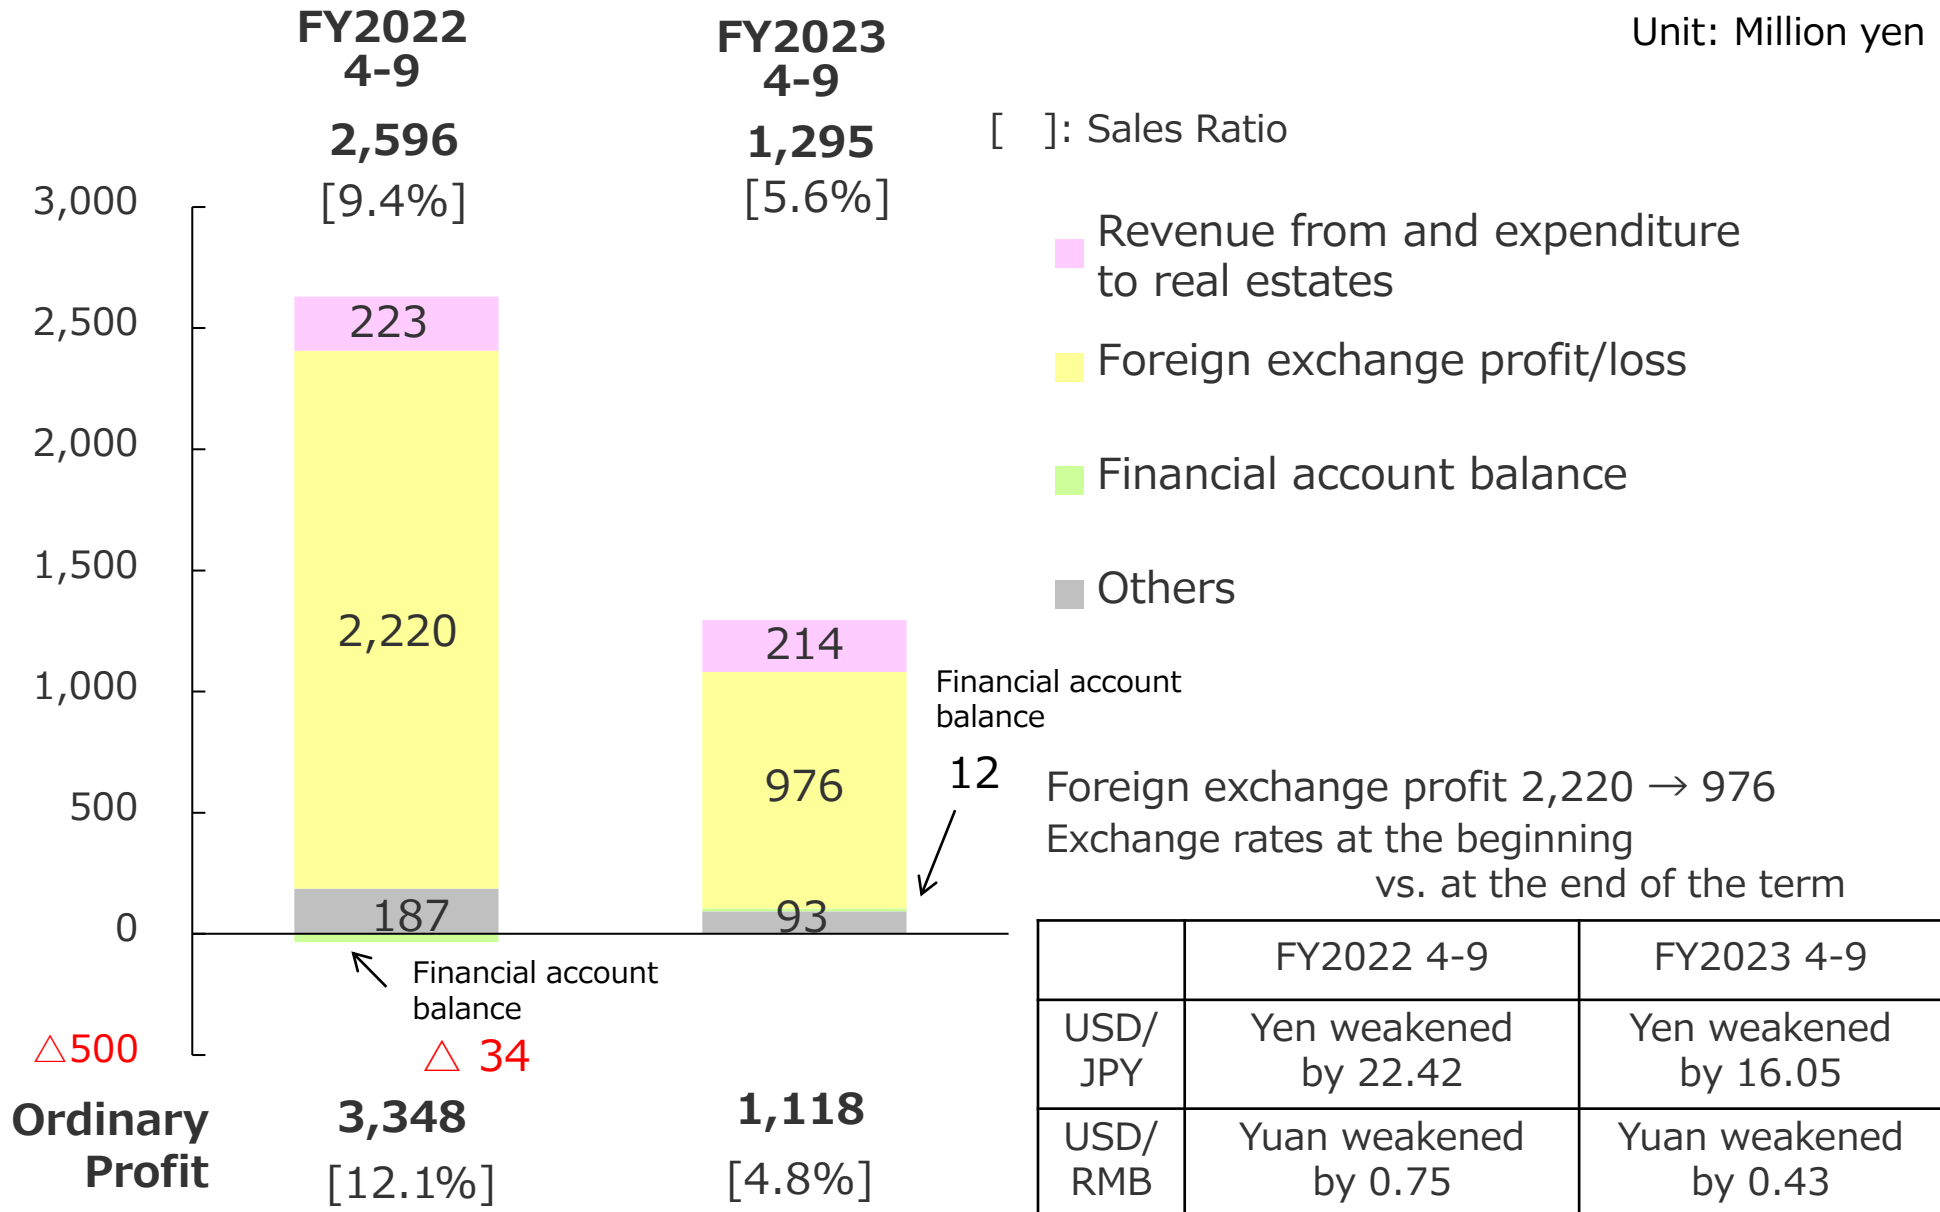 FY2022
4-9
2,596
[9.4%]
FY2023
4-9
1,295
[5.6%]
Unit: Million yen
[ ]: Sales Ratio
3,000
2,500
2,000
1,500
1,000
500
0
△500
223
2,220
187
Financial account
balance
△ 34
214
976
93
Financial account
balance
12
Revenue from and expenditure
to real estates
Foreign exchange profit/loss
Financial account balance
Others
Foreign exchange profit 2,220 → 976
Exchange rates at the beginning
vs. at the end of the term
FY2022 4-9
FY2023 4-9
USD/
JPY
Yen weakened
by 22.42
Yen weakened
by 16.05
USD/
RMB
Yuan weakened
by 0.75
Yuan weakened
by 0.43
Ordinary
Profit
3,348
[12.1%]
1,118
[4.8%]